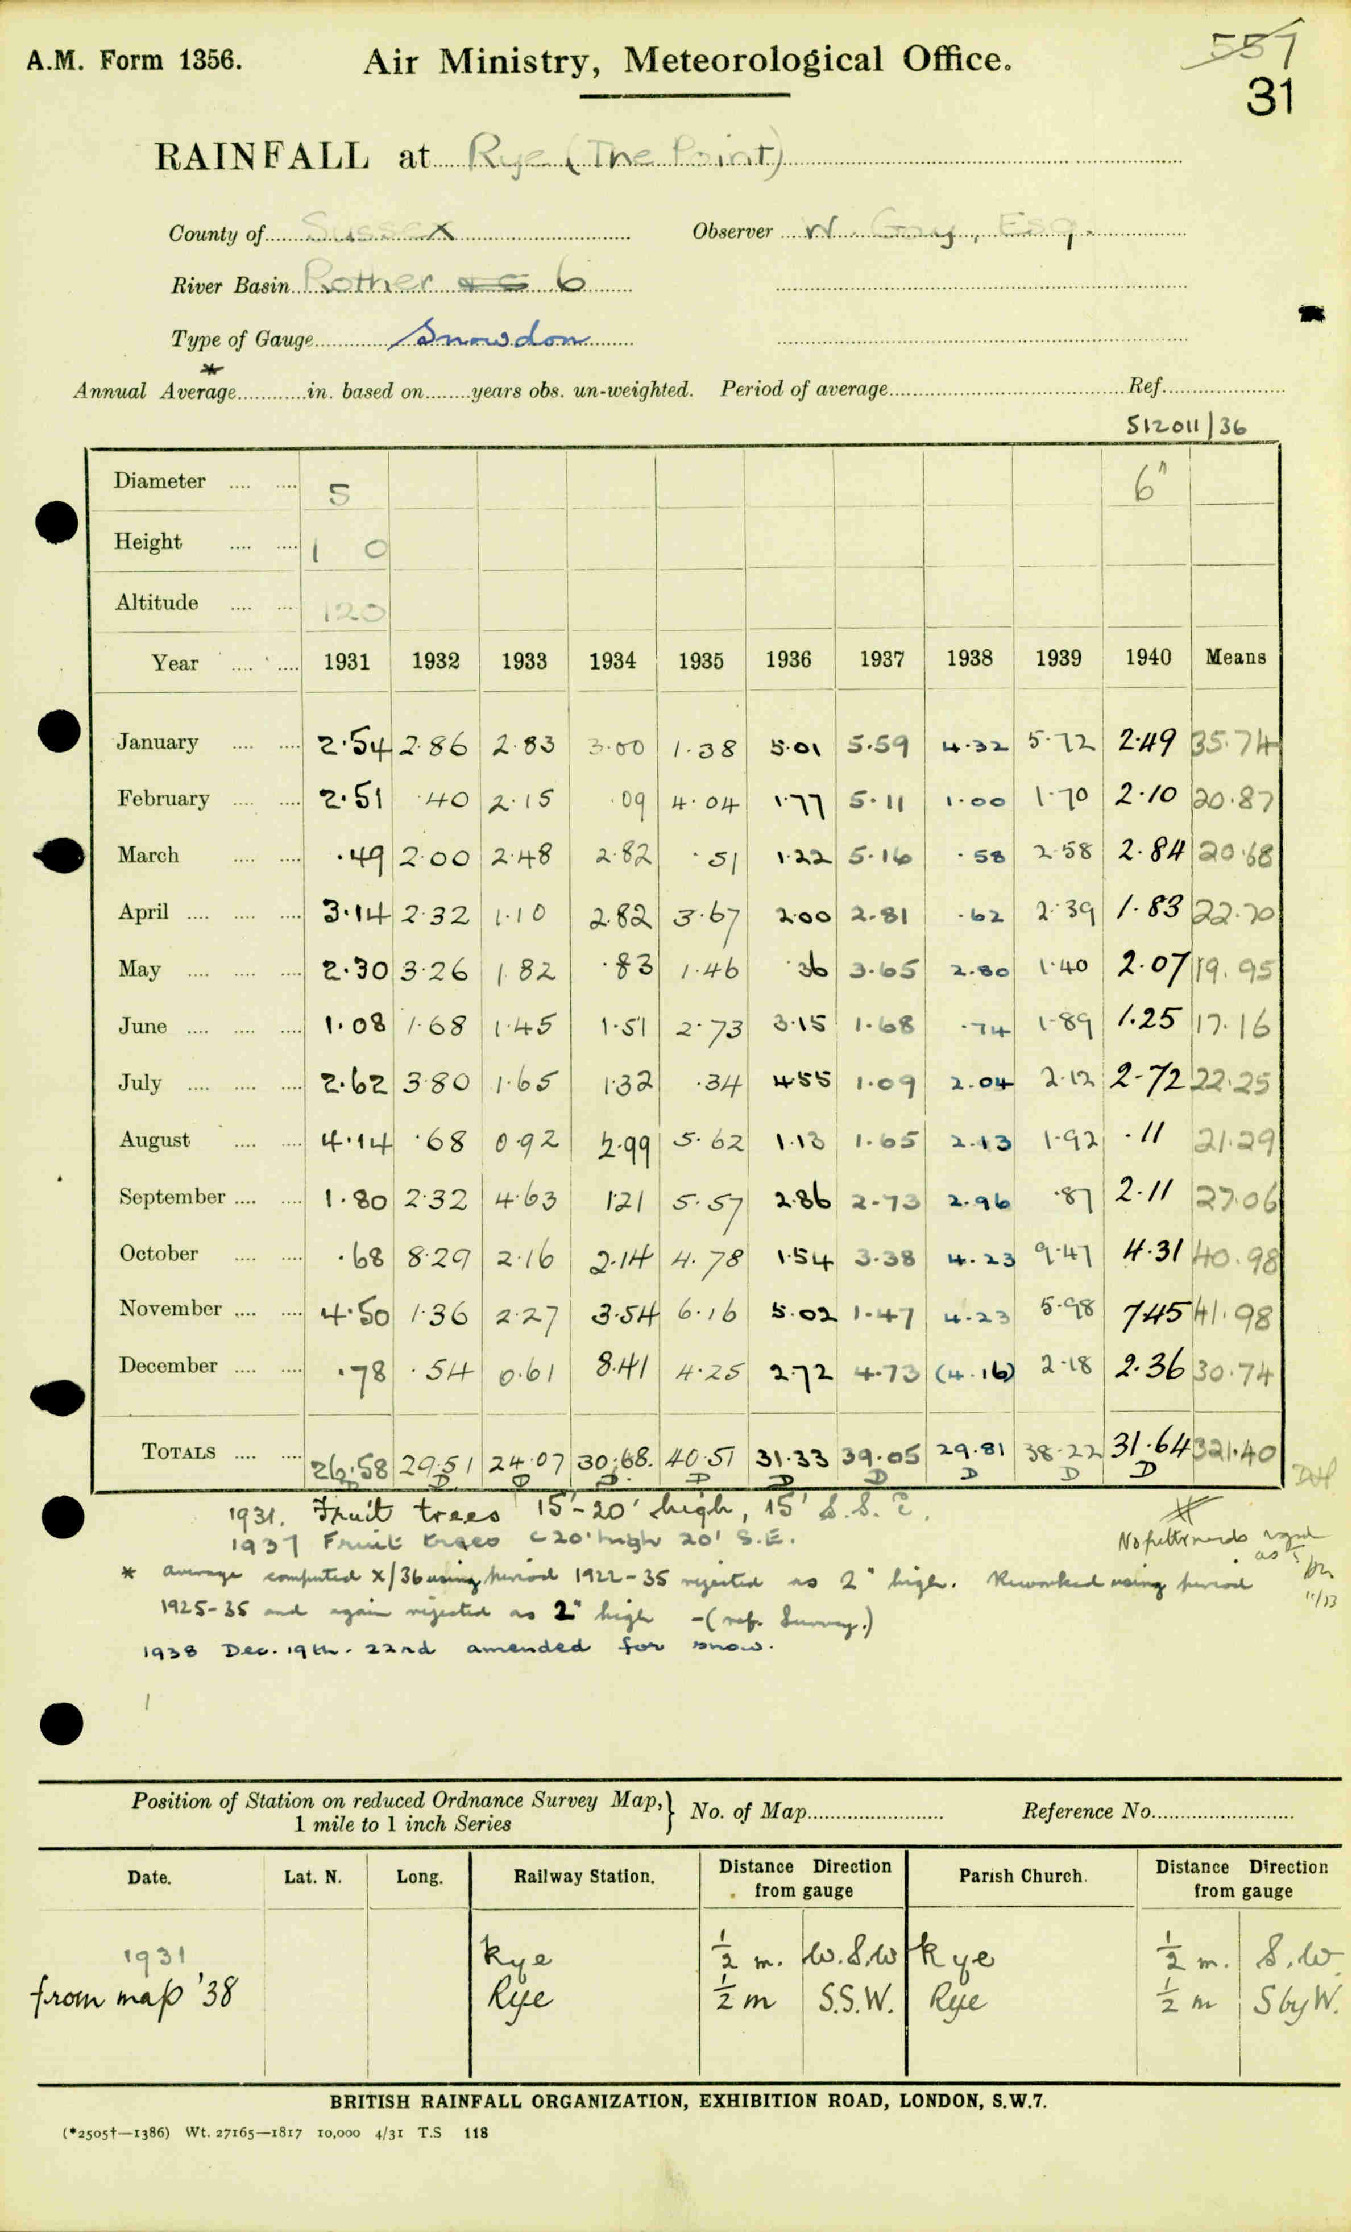 A.M. Form 1356. Air Ministry, Meteorological Office. 557
31
RAINFALL at Rye (The Point)
County of Sussex Observer W. Gray, Esq.
River Basin Rother 6
Type of Gauge Snowdon
*
Annual Average in. based on years obs. un-weighted. Period of average Ref.
512011/36
Diameter 5 6"
Height 1 0
Altitude 120
Year 1931 1932 1933 1934 1935 1936 1937 1938 1939 1940 Means
January 2.54 2.86 2.83 3.00 1.38 5.01 5.59 4.32 5.72 2.49 35.74
February 2.51 .40 2.15 .09 4.04 1.77 5.11 1.00 1.70 2.10 20.87
March .49 2.00 2.48 2.82 .51 1.22 5.16 .58 2.58 2.84 20.68
April 3.14 2.32 1.10 2.82 3.67 2.00 2.81 .62 2.39 1.83 22.70
May 2.30 3.26 1.82 .83 1.46 .36 3.65 2.80 1.40 2.07 19.95
June 1.08 1.68 1.45 1.51 2.73 3.15 1.68 .74 1.89 1.25 17.16
July 2.62 3.80 1.65 1.32 .34 4.55 1.09 2.04 2.12 2.72 22.25
August 4.14 .68 0.92 2.99 5.62 1.13 1.65 2.13 1.92 .11 21.29
September 1.80 2.32 4.63 1.21 5.57 2.86 2.73 2.96 .87 2.11 27.06
October .68 8.29 2.16 2.14 4.78 1.54 3.38 4.23 9.47 4.31 40.98
November 4.50 1.36 2.27 3.54 6.16 5.02 1.47 4.23 5.98 7.45 41.98
December .78 .54 0.61 8.41 4.25 2.72 4.73 (4.16) 2.18 2.36 30.74
TOTALS 26.58 29.51 24.07 30.68. 40.51 31.33 39.05 29.81 38.22 31.64 321.40
D D D D D D D D D D
1931. Fruit trees 15'-20' high, 15' S.S.E.
1937 Fruit trees c20' high 20' S.E.
* average computed X/36 using period 1922-35 rejected as 2" high. Reworked using period
1925-35 and again rejected as 2" high - (ref. Survey.)
1938 Dec. 19th - 22nd amended for snow.
Position of Station on reduced Ordnance Survey Map,} No. of Map Reference No.
1 mile to 1 inch Series
Date. Lat. N. Long. Railway Station. Distance Direction from gauge Parish Church. Distance Direction from gauge
1931 Rye ½ m. W.S.W Rye ½ m. S.W.
from map '38 Rye ½ m S.S.W. Rye ½ m S by W.
BRITISH RAINFALL ORGANIZATION, EXHIBITION ROAD, LONDON, S.W.7.
(*2505†—1386) Wt. 27165—1817 10,000 4/31 T.S 118